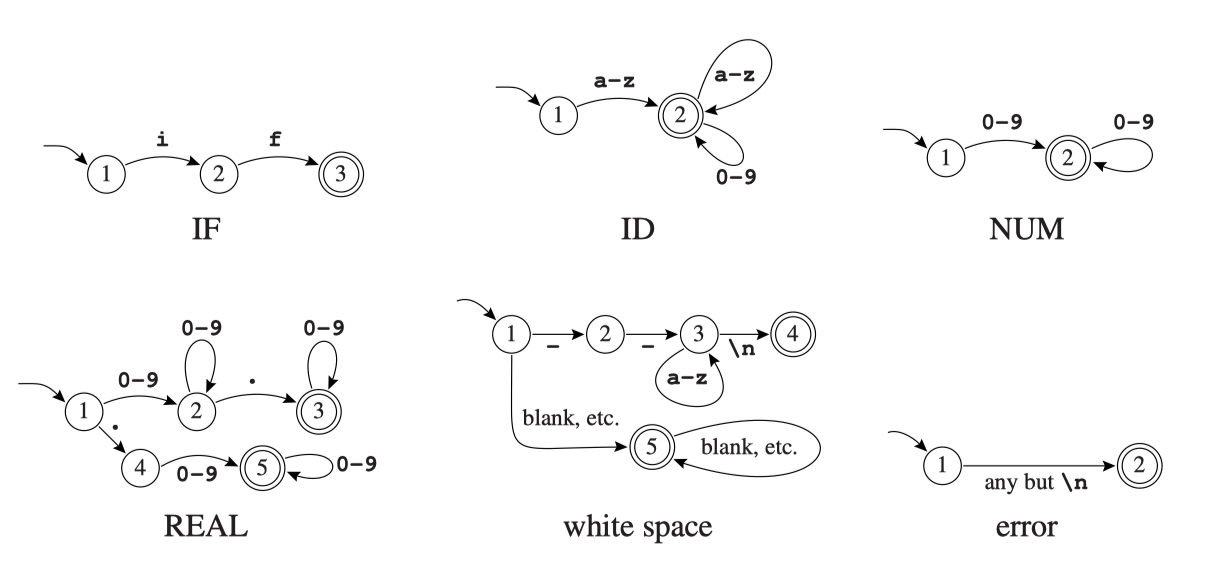 i f
1 2 3
IF
a–z
a–z
1 2
0–9
ID
0–9 0–9
1 2
NUM
0–9 0–9
0–9 .
1 2 3
.
4 0–9 5 0–9
REAL
1 – 2 – 3 \n 4
a–z
blank, etc.
5 blank, etc.
white space
1 2
any but \n
error